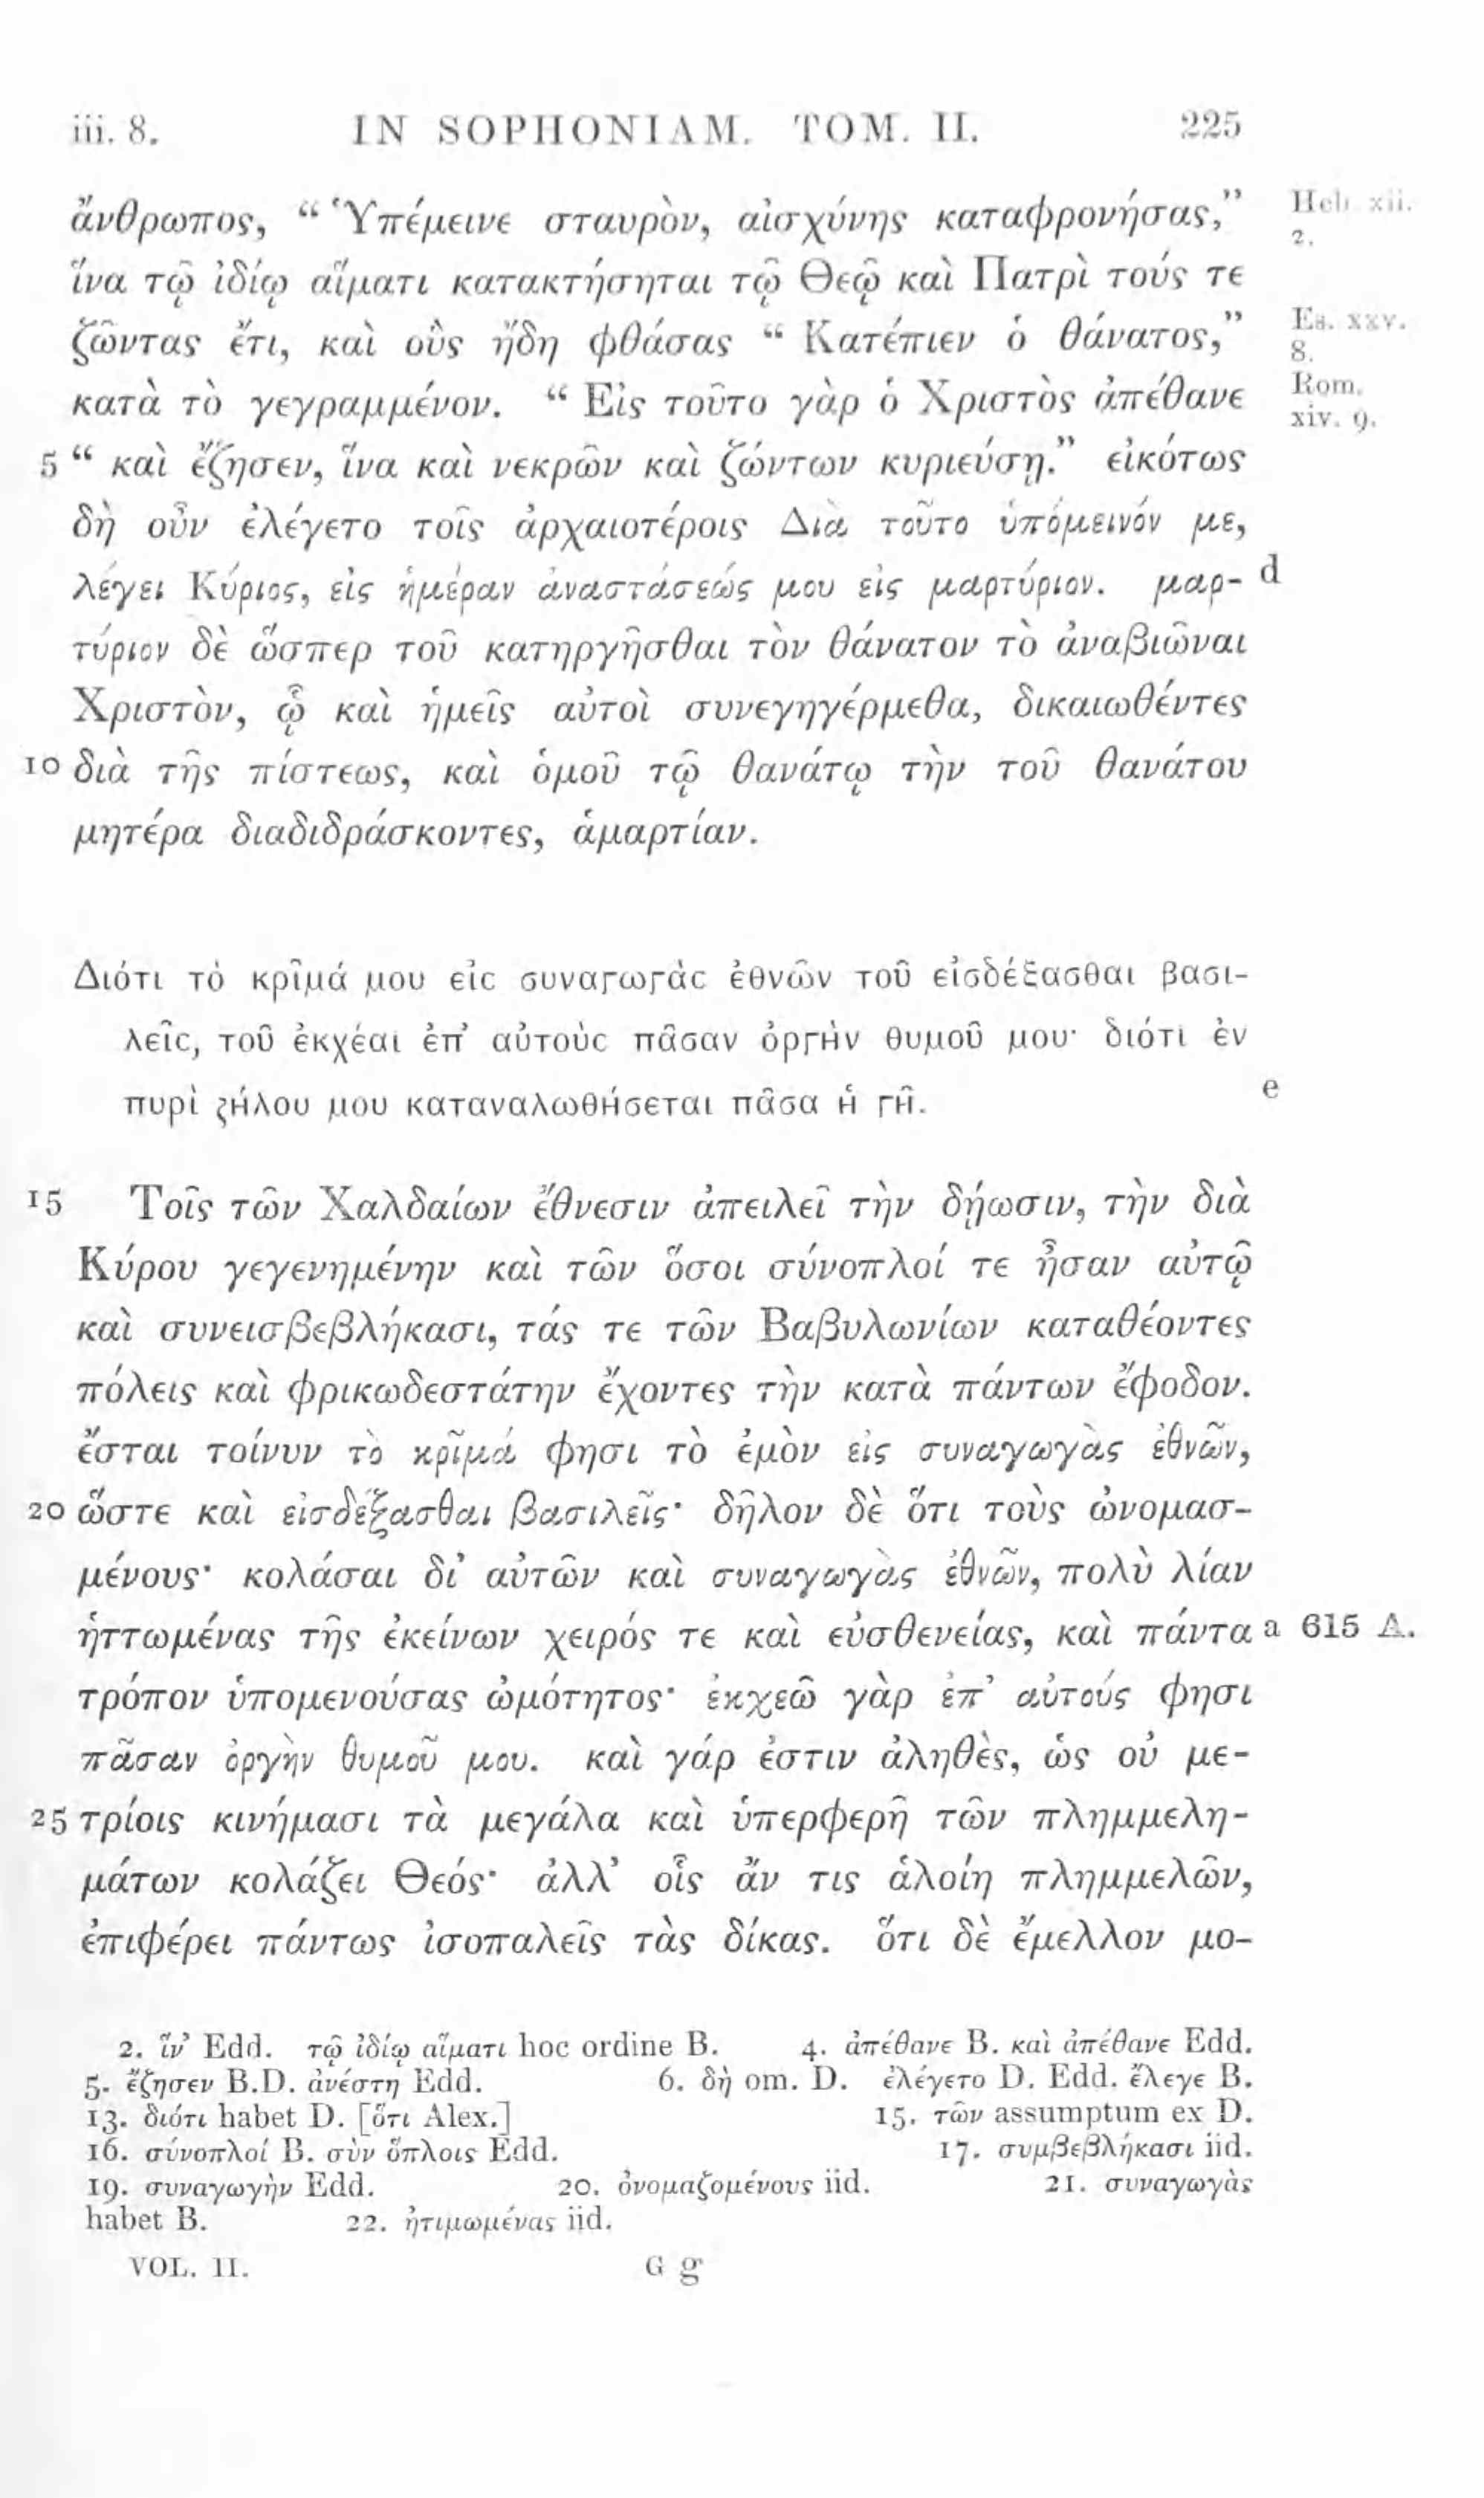 iii. 8. IN SOPHONIAM. TOM. II. 225
ἄνθρωπος, “ Ὑπέμεινε σταυρὸν, αἰσχύνης καταφρονήσας,” Heb. xii.
2.
ἵνα τῷ ἰδίῳ αἵματι κατακτήσηται τῷ Θεῷ καὶ Πατρὶ τούς τε
ζῶντας ἔτι, καὶ οὓς ἤδη φθάσας “ Κατέπιεν ὁ θάνατος,” Es. xxv.
8.
κατὰ τὸ γεγραμμένον. “ Εἰς τοῦτο γὰρ ὁ Χριστὸς ἀπέθανε Rom.
xiv. 9.
5 “ καὶ ἔζησεν, ἵνα καὶ νεκρῶν καὶ ζώντων κυριεύσῃ.” εἰκότως
δὴ οὖν ἐλέγετο τοῖς ἀρχαιοτέροις Διὰ τοῦτο ὑπόμεινόν με,
λέγει Κύριος, εἰς ἡμέραν ἀναστάσεώς μου εἰς μαρτύριον. μαρ- d
τύριον δὲ ὥσπερ τοῦ κατηργῆσθαι τὸν θάνατον τὸ ἀναβιῶναι
Χριστὸν, ᾧ καὶ ἡμεῖς αὐτοὶ συνεγηγέρμεθα, δικαιωθέντες
10 διὰ τῆς πίστεως, καὶ ὁμοῦ τῷ θανάτῳ τὴν τοῦ θανάτου
μητέρα διαδιδράσκοντες, ἁμαρτίαν.
Διότι τὸ κρῖμά μου εἰς συναγωγὰς ἐθνῶν τοῦ εἰσδέξασθαι βασι-
λεῖς, τοῦ ἐκχέαι ἐπ’ αὐτοὺς πᾶσαν ὀργὴν θυμοῦ μου· διότι ἐν
πυρὶ ζήλου μου καταναλωθήσεται πᾶσα ἡ γῆ. e
15 Τοῖς τῶν Χαλδαίων ἔθνεσιν ἀπειλεῖ τὴν δῄωσιν, τὴν διὰ
Κύρου γεγενημένην καὶ τῶν ὅσοι σύνοπλοί τε ἦσαν αὐτῷ
καὶ συνεισβεβλήκασι, τάς τε τῶν Βαβυλωνίων καταθέοντες
πόλεις καὶ φρικωδεστάτην ἔχοντες τὴν κατὰ πάντων ἔφοδον.
ἔσται τοίνυν τὸ κρῖμά φησι τὸ ἐμὸν εἰς συναγωγὰς ἐθνῶν,
20 ὥστε καὶ εἰσδέξασθαι βασιλεῖς· δῆλον δὲ ὅτι τοὺς ὠνομασ-
μένους· κολάσαι δι’ αὐτῶν καὶ συναγωγὰς ἐθνῶν, πολὺ λίαν
ἡττωμένας τῆς ἐκείνων χειρός τε καὶ εὐσθενείας, καὶ πάντα a 615 A.
τρόπον ὑπομενούσας ὠμότητος· ἐκχεῶ γὰρ ἐπ’ αὐτούς φησι
πᾶσαν ὀργὴν θυμοῦ μου. καὶ γάρ ἐστιν ἀληθὲς, ὡς οὐ με-
25 τρίοις κινήμασι τὰ μεγάλα καὶ ὑπερφερῆ τῶν πλημμελη-
μάτων κολάζει Θεός· ἀλλ’ οἷς ἄν τις ἁλοίη πλημμελῶν,
ἐπιφέρει πάντως ἰσοπαλεῖς τὰς δίκας. ὅτι δὲ ἔμελλον μο-
2. ἵν’ Edd. τῷ ἰδίῳ αἵματι hoc ordine B. 4. ἀπέθανε B. καὶ ἀπέθανε Edd.
5. ἔζησεν B.D. ἀνέστη Edd. 6. δὴ om. D. ἐλέγετο D. Edd. ἔλεγε B.
13. διότι habet D. [ὅτι Alex.] 15. τῶν assumptum ex D.
16. σύνοπλοί B. σὺν ὅπλοις Edd. 17. συμβεβλήκασι iid.
19. συναγωγὴν Edd. 20. ὀνομαζομένους iid. 21. συναγωγὰς
habet B. 22. ἠτιμωμένας iid.
VOL. II. G g